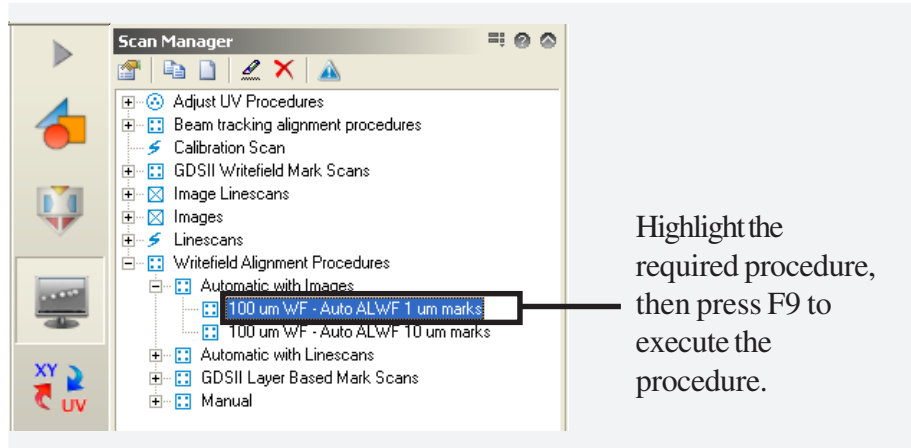 Scan Manager
Adjust UV Procedures
Beam tracking alignment procedures
Calibration Scan
GDSII Writefield Mark Scans
Image Linescans
Images
Linescans
Writefield Alignment Procedures
Automatic with Images
100 um WF - Auto ALWF 1 um marks
100 um WF - Auto ALWF 10 um marks
Automatic with Linescans
GDSII Layer Based Mark Scans
Manual
XY
UV
Highlight the
required procedure,
then press F9 to
execute the
procedure.